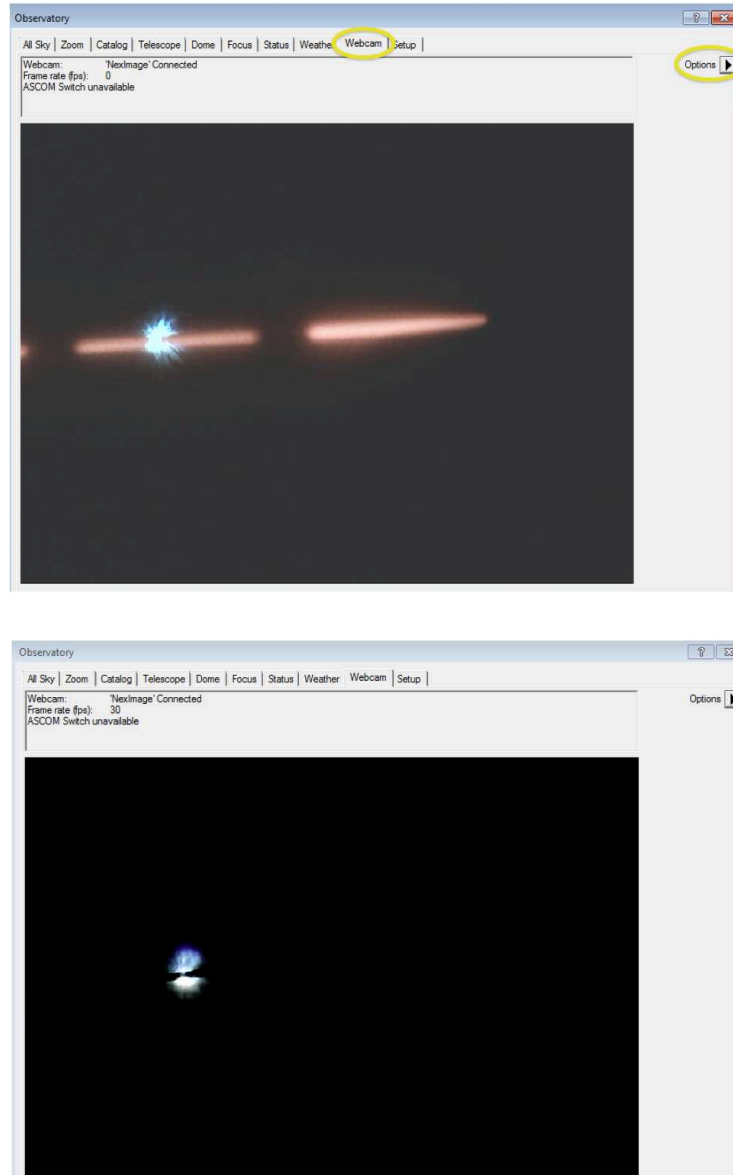 Observatory
All Sky Zoom Catalog Telescope Dome Focus Status Weathe Webcam Setup
Webcam: 'NexImage' Connected
Frame rate (fps): 0
ASCOM Switch unavailable
Options
Observatory
All Sky Zoom Catalog Telescope Dome Focus Status Weather Webcam Setup
Webcam: 'NexImage' Connected
Frame rate (fps): 30
ASCOM Switch unavailable
Options